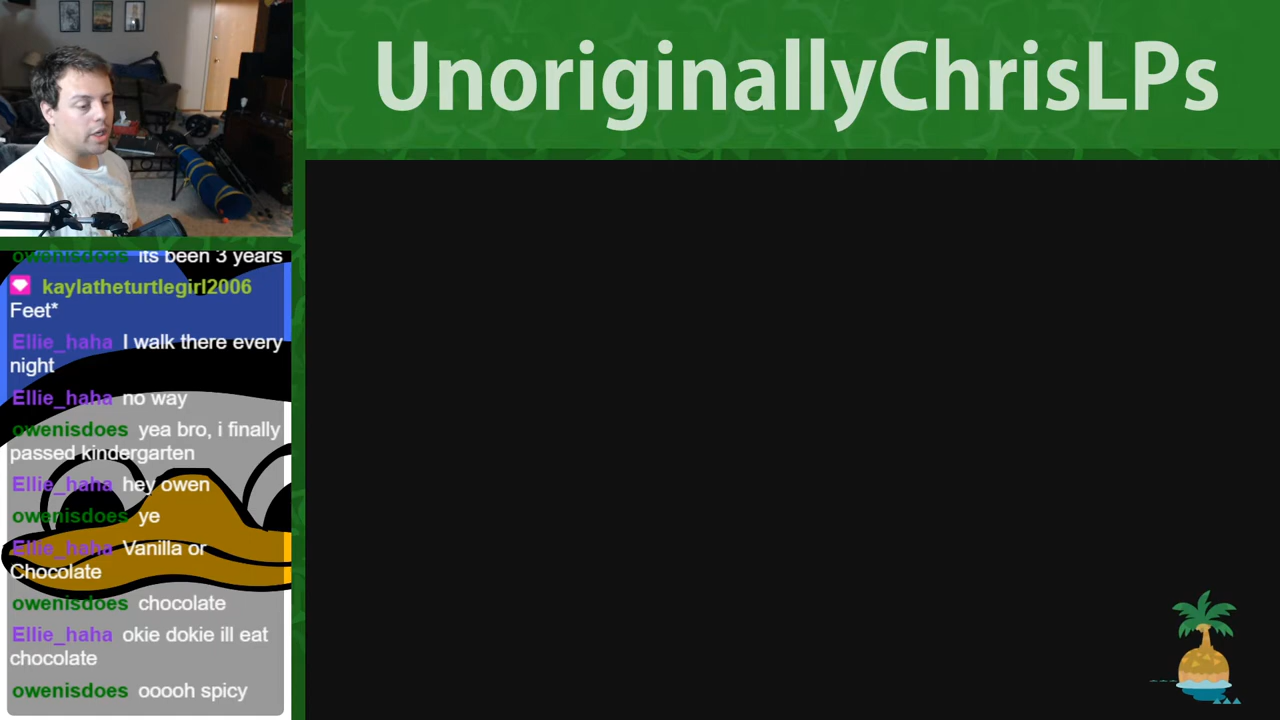 UnoriginallyChrisLPs
owenisdoes its been 3 years
kaylatheturtlegirl2006
Feet*
Ellie_haha I walk there every
night
Ellie_haha no way
owenisdoes yea bro, i finally
passed kindergarten
Ellie_haha hey owen
owenisdoes ye
Ellie_haha Vanilla or
Chocolate
owenisdoes chocolate
Ellie_haha okie dokie ill eat
chocolate
owenisdoes ooooh spicy